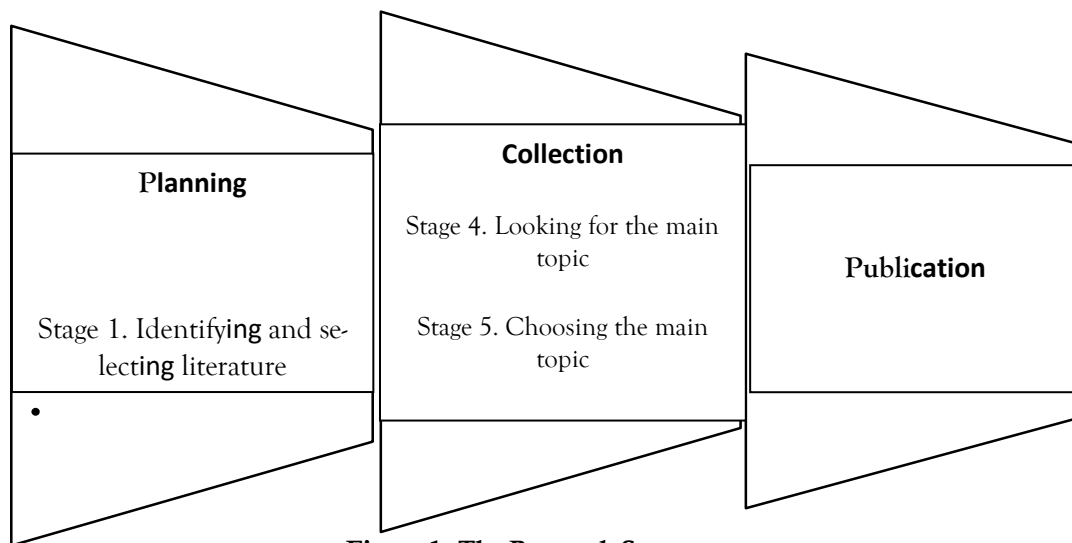 Planning
Stage 1. Identifying and se-
lecting literature
•
Collection
Stage 4. Looking for the main
topic
Stage 5. Choosing the main
topic
Publication